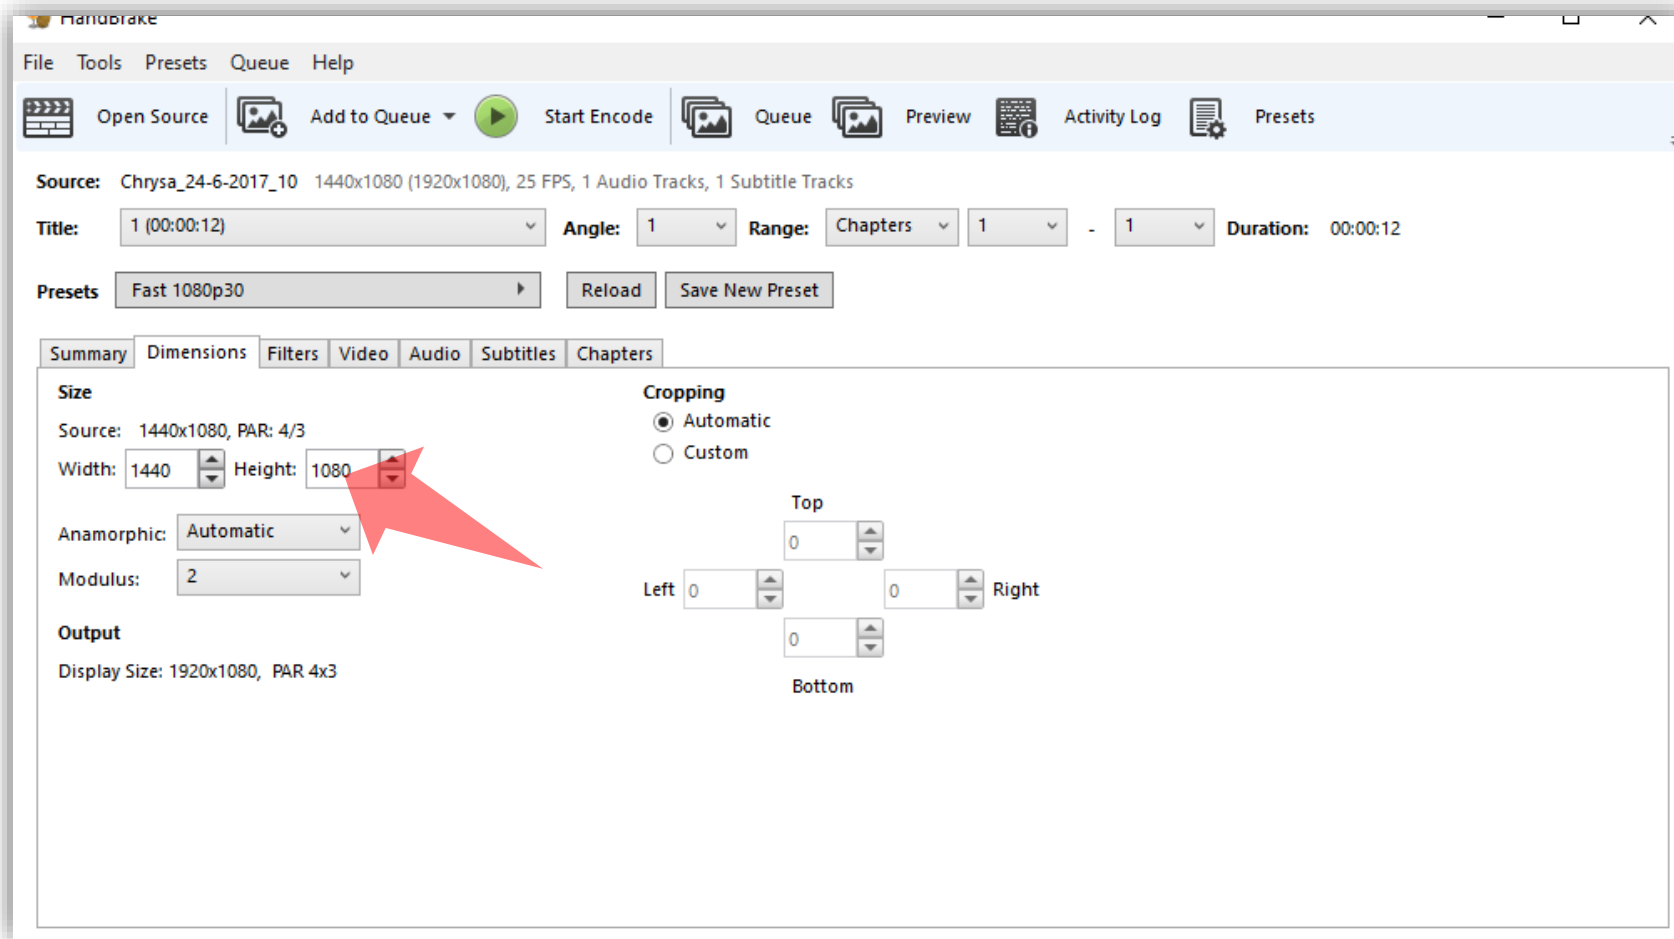 HandBrake
File Tools Presets Queue Help
Open Source Add to Queue Start Encode Queue Preview Activity Log Presets
Source: Chrysa_24-6-2017_10 1440x1080 (1920x1080), 25 FPS, 1 Audio Tracks, 1 Subtitle Tracks
Title: 1 (00:00:12) Angle: 1 Range: Chapters 1 - 1 Duration: 00:00:12
Presets Fast 1080p30 Reload Save New Preset
Summary Dimensions Filters Video Audio Subtitles Chapters
Size
Source: 1440x1080, PAR: 4/3
Width: 1440 Height: 1080
Anamorphic: Automatic
Modulus: 2
Output
Display Size: 1920x1080, PAR 4x3
Cropping
Automatic
Custom
Top
0
Left 0 0 Right
0
Bottom